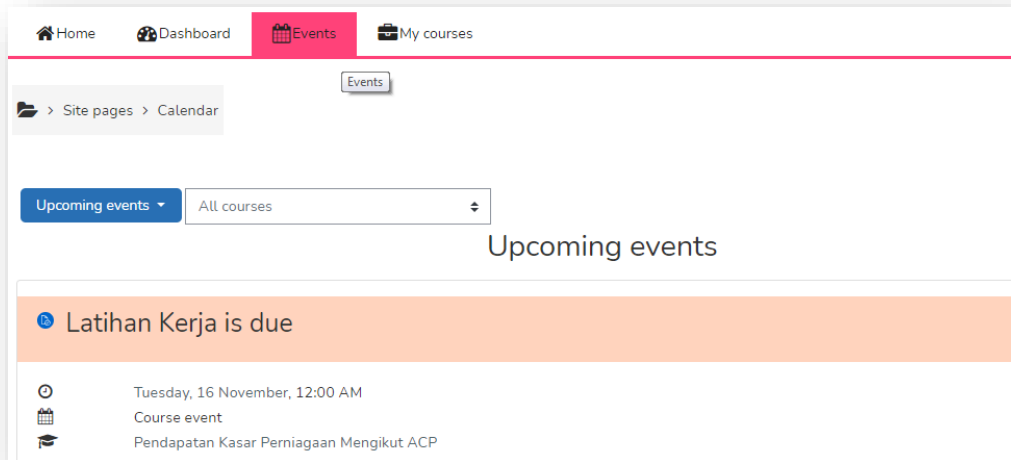 Home Dashboard Events My courses
Events
> Site pages > Calendar
Upcoming events All courses
Upcoming events
Latihan Kerja is due
Tuesday, 16 November, 12:00 AM
Course event
Pendapatan Kasar Perniagaan Mengikut ACP